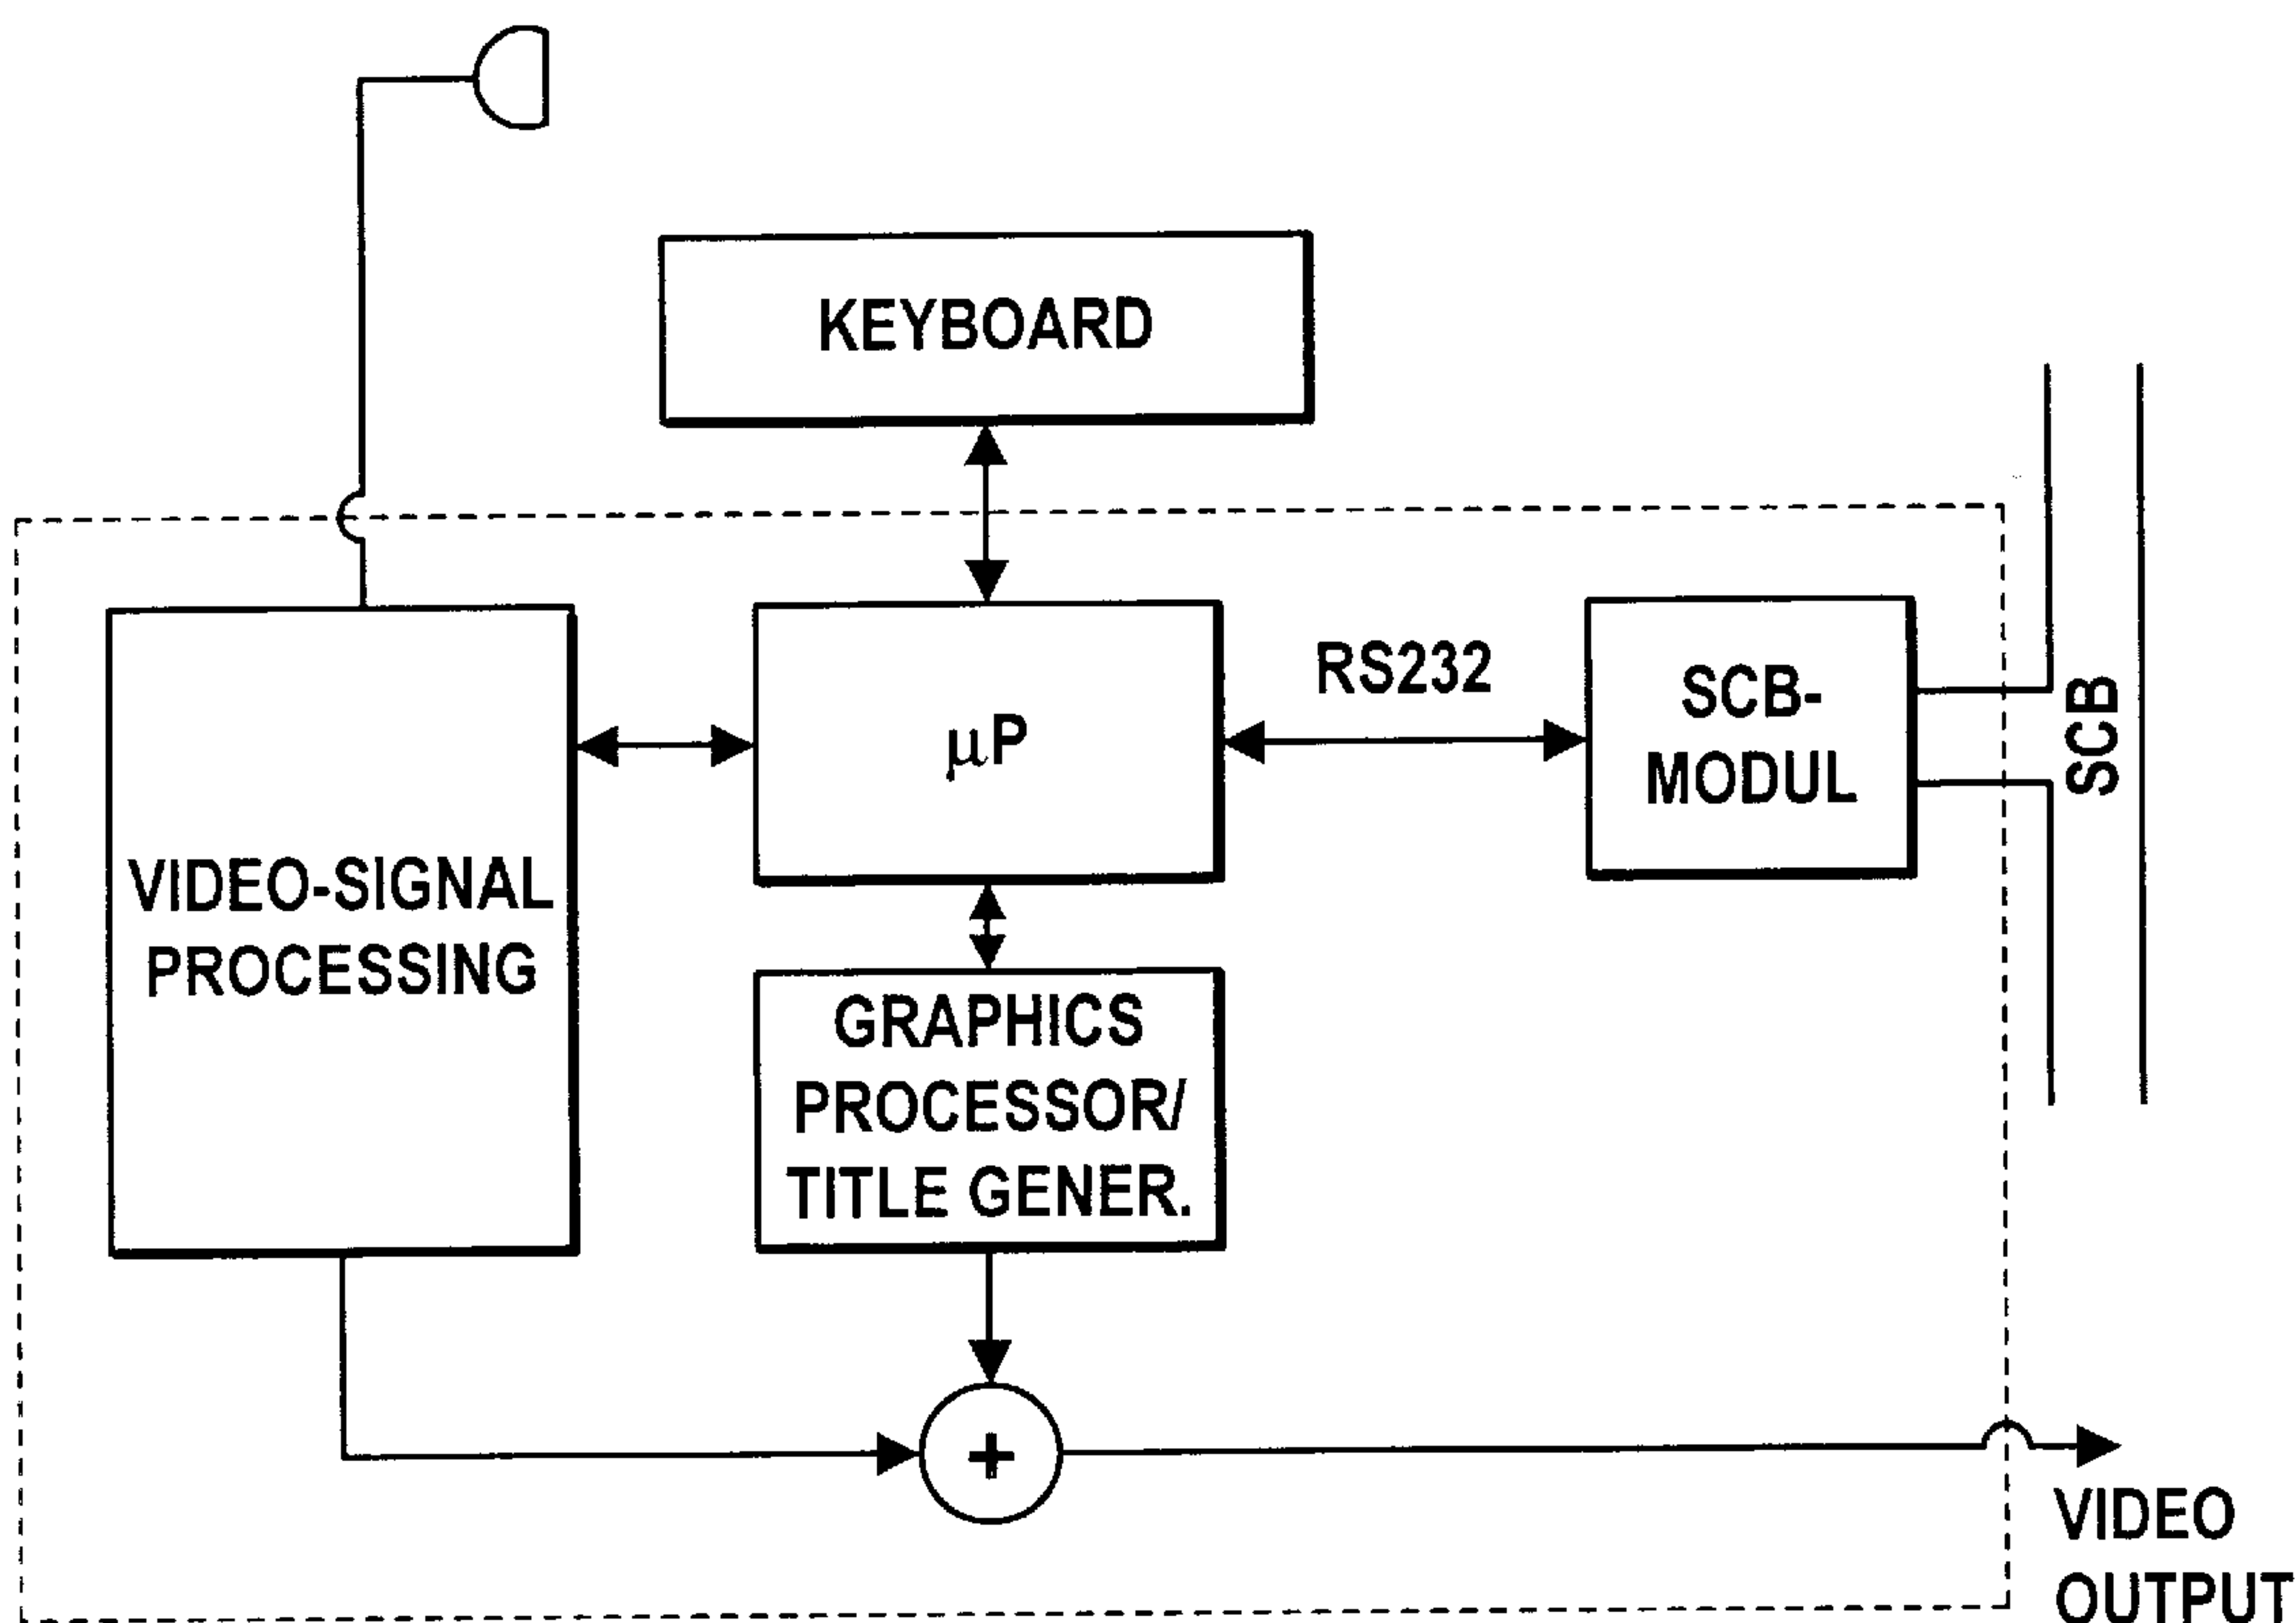 KEYBOARD
RS232
SCB-
MODUL
SCB
µP
VIDEO-SIGNAL
PROCESSING
GRAPHICS
PROCESSOR/
TITLE GENER.
+
VIDEO
OUTPUT